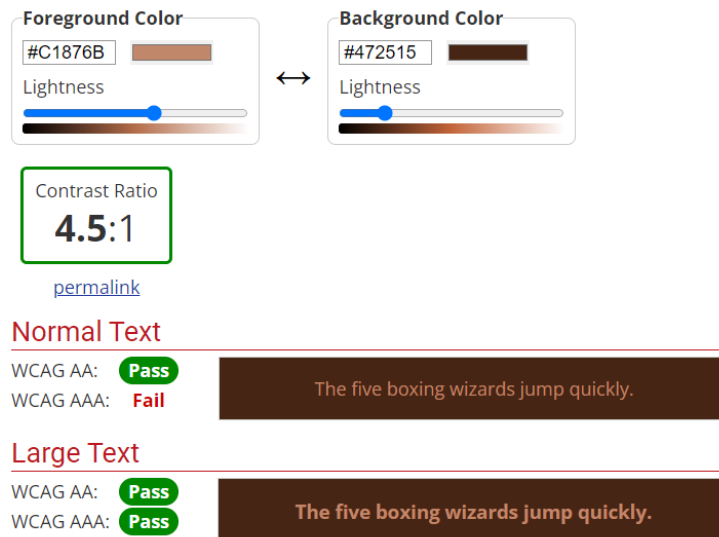 Foreground Color
Background Color
#C1876B
#472515
Lightness
Lightness
Contrast Ratio
4.5:1
permalink
Normal Text
WCAG AA: Pass
WCAG AAA: Fail
The five boxing wizards jump quickly.
Large Text
WCAG AA: Pass
WCAG AAA: Pass
The five boxing wizards jump quickly.